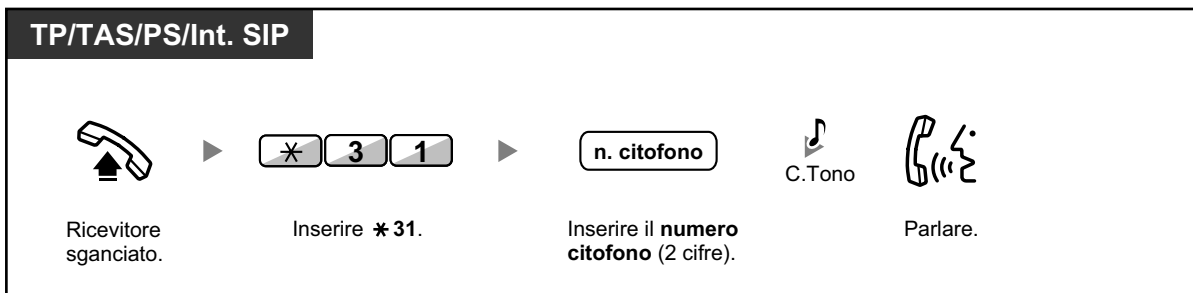 TP/TAS/PS/Int. SIP
* 3 1
n. citofono
C.Tono
Ricevitore
sganciato.
Inserire * 31.
Inserire il numero
citofono (2 cifre).
Parlare.